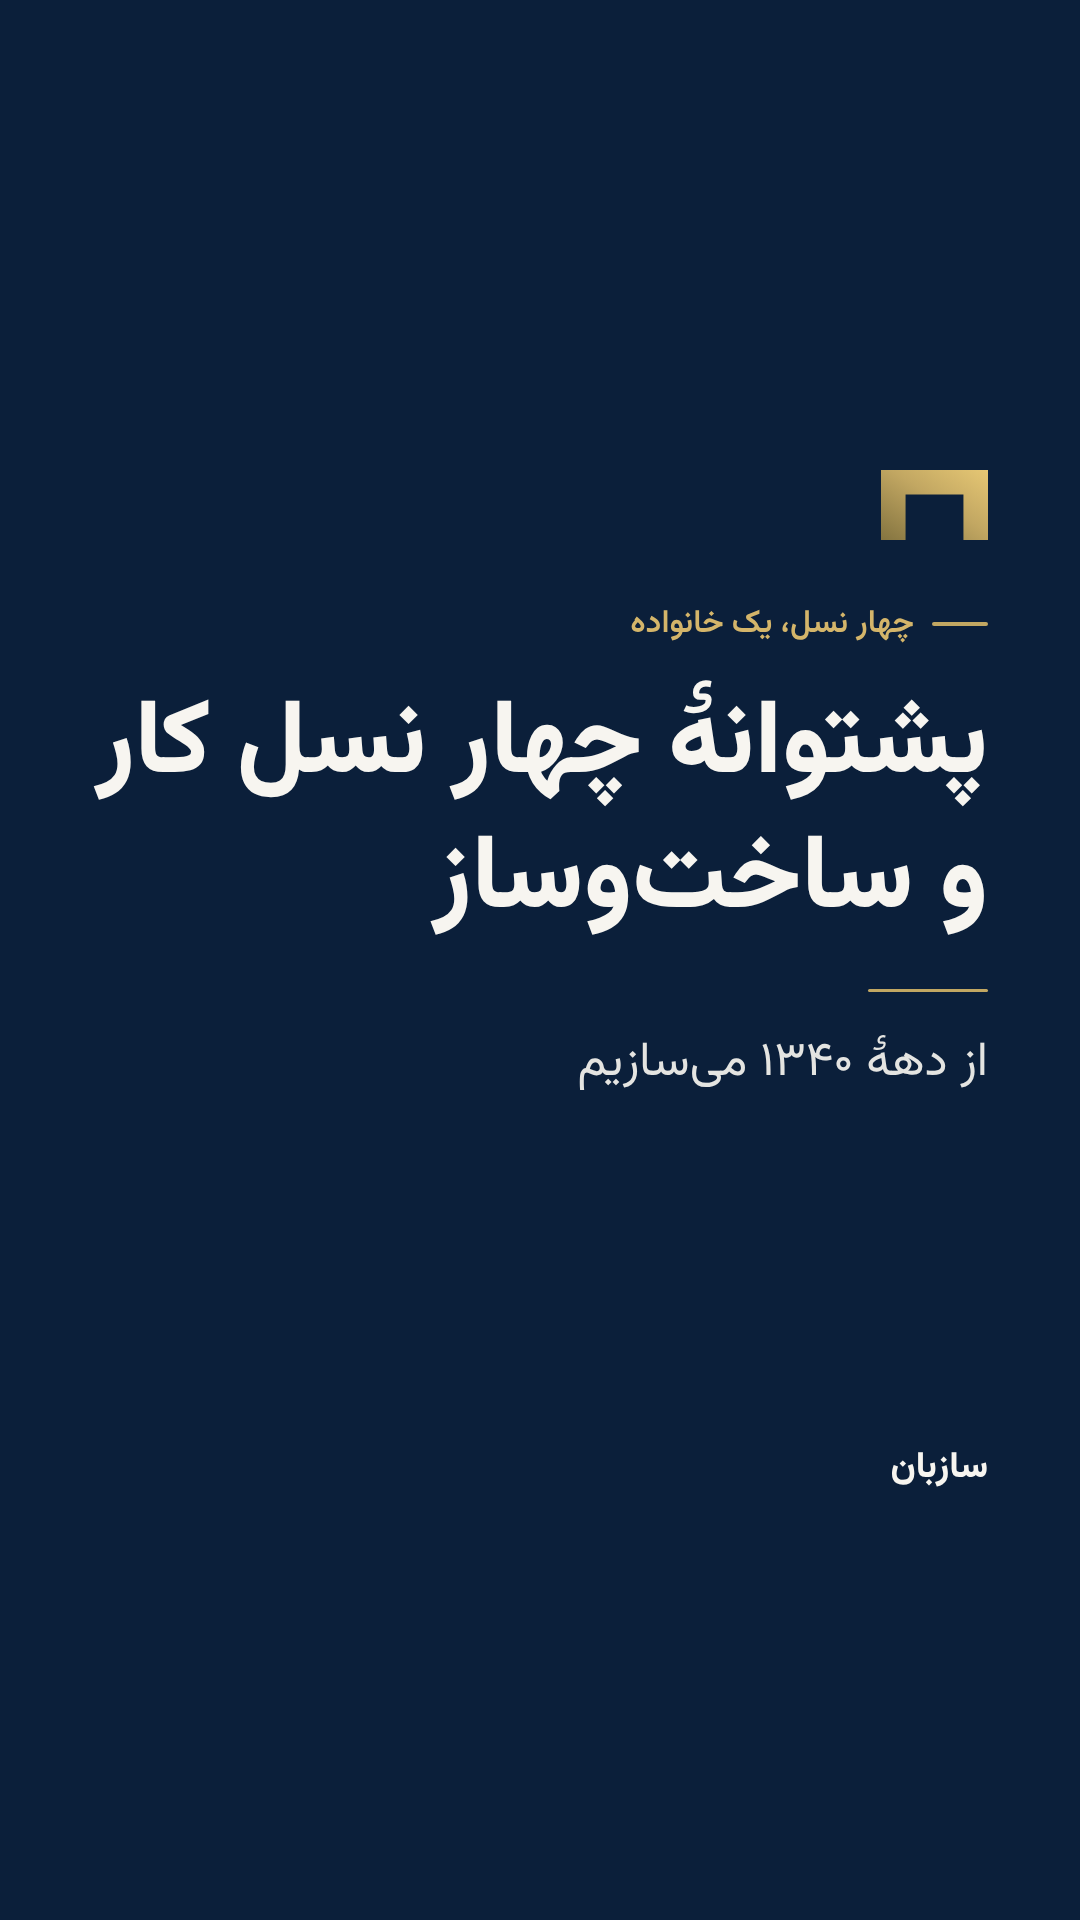 چهار نسل، یک خانواده
پشتوانهٔ چهار نسل کار
و ساخت‌وساز
از دههٔ ۱۳۴۰ می‌سازیم
سازبان